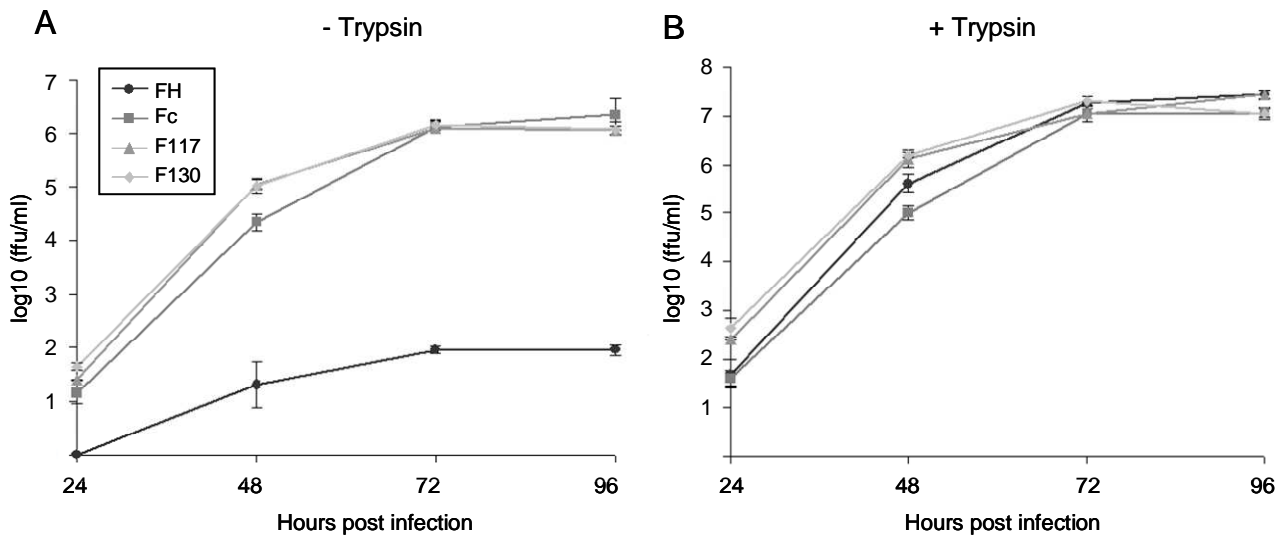 A
- Trypsin
7
6
5
4
3
2
1
log10 (ffu/ml)
FH
Fc
F117
F130
24 48 72 96
Hours post infection
B
+ Trypsin
8
7
6
5
4
3
2
1
log10 (ffu/ml)
24 48 72 96
Hours post infection